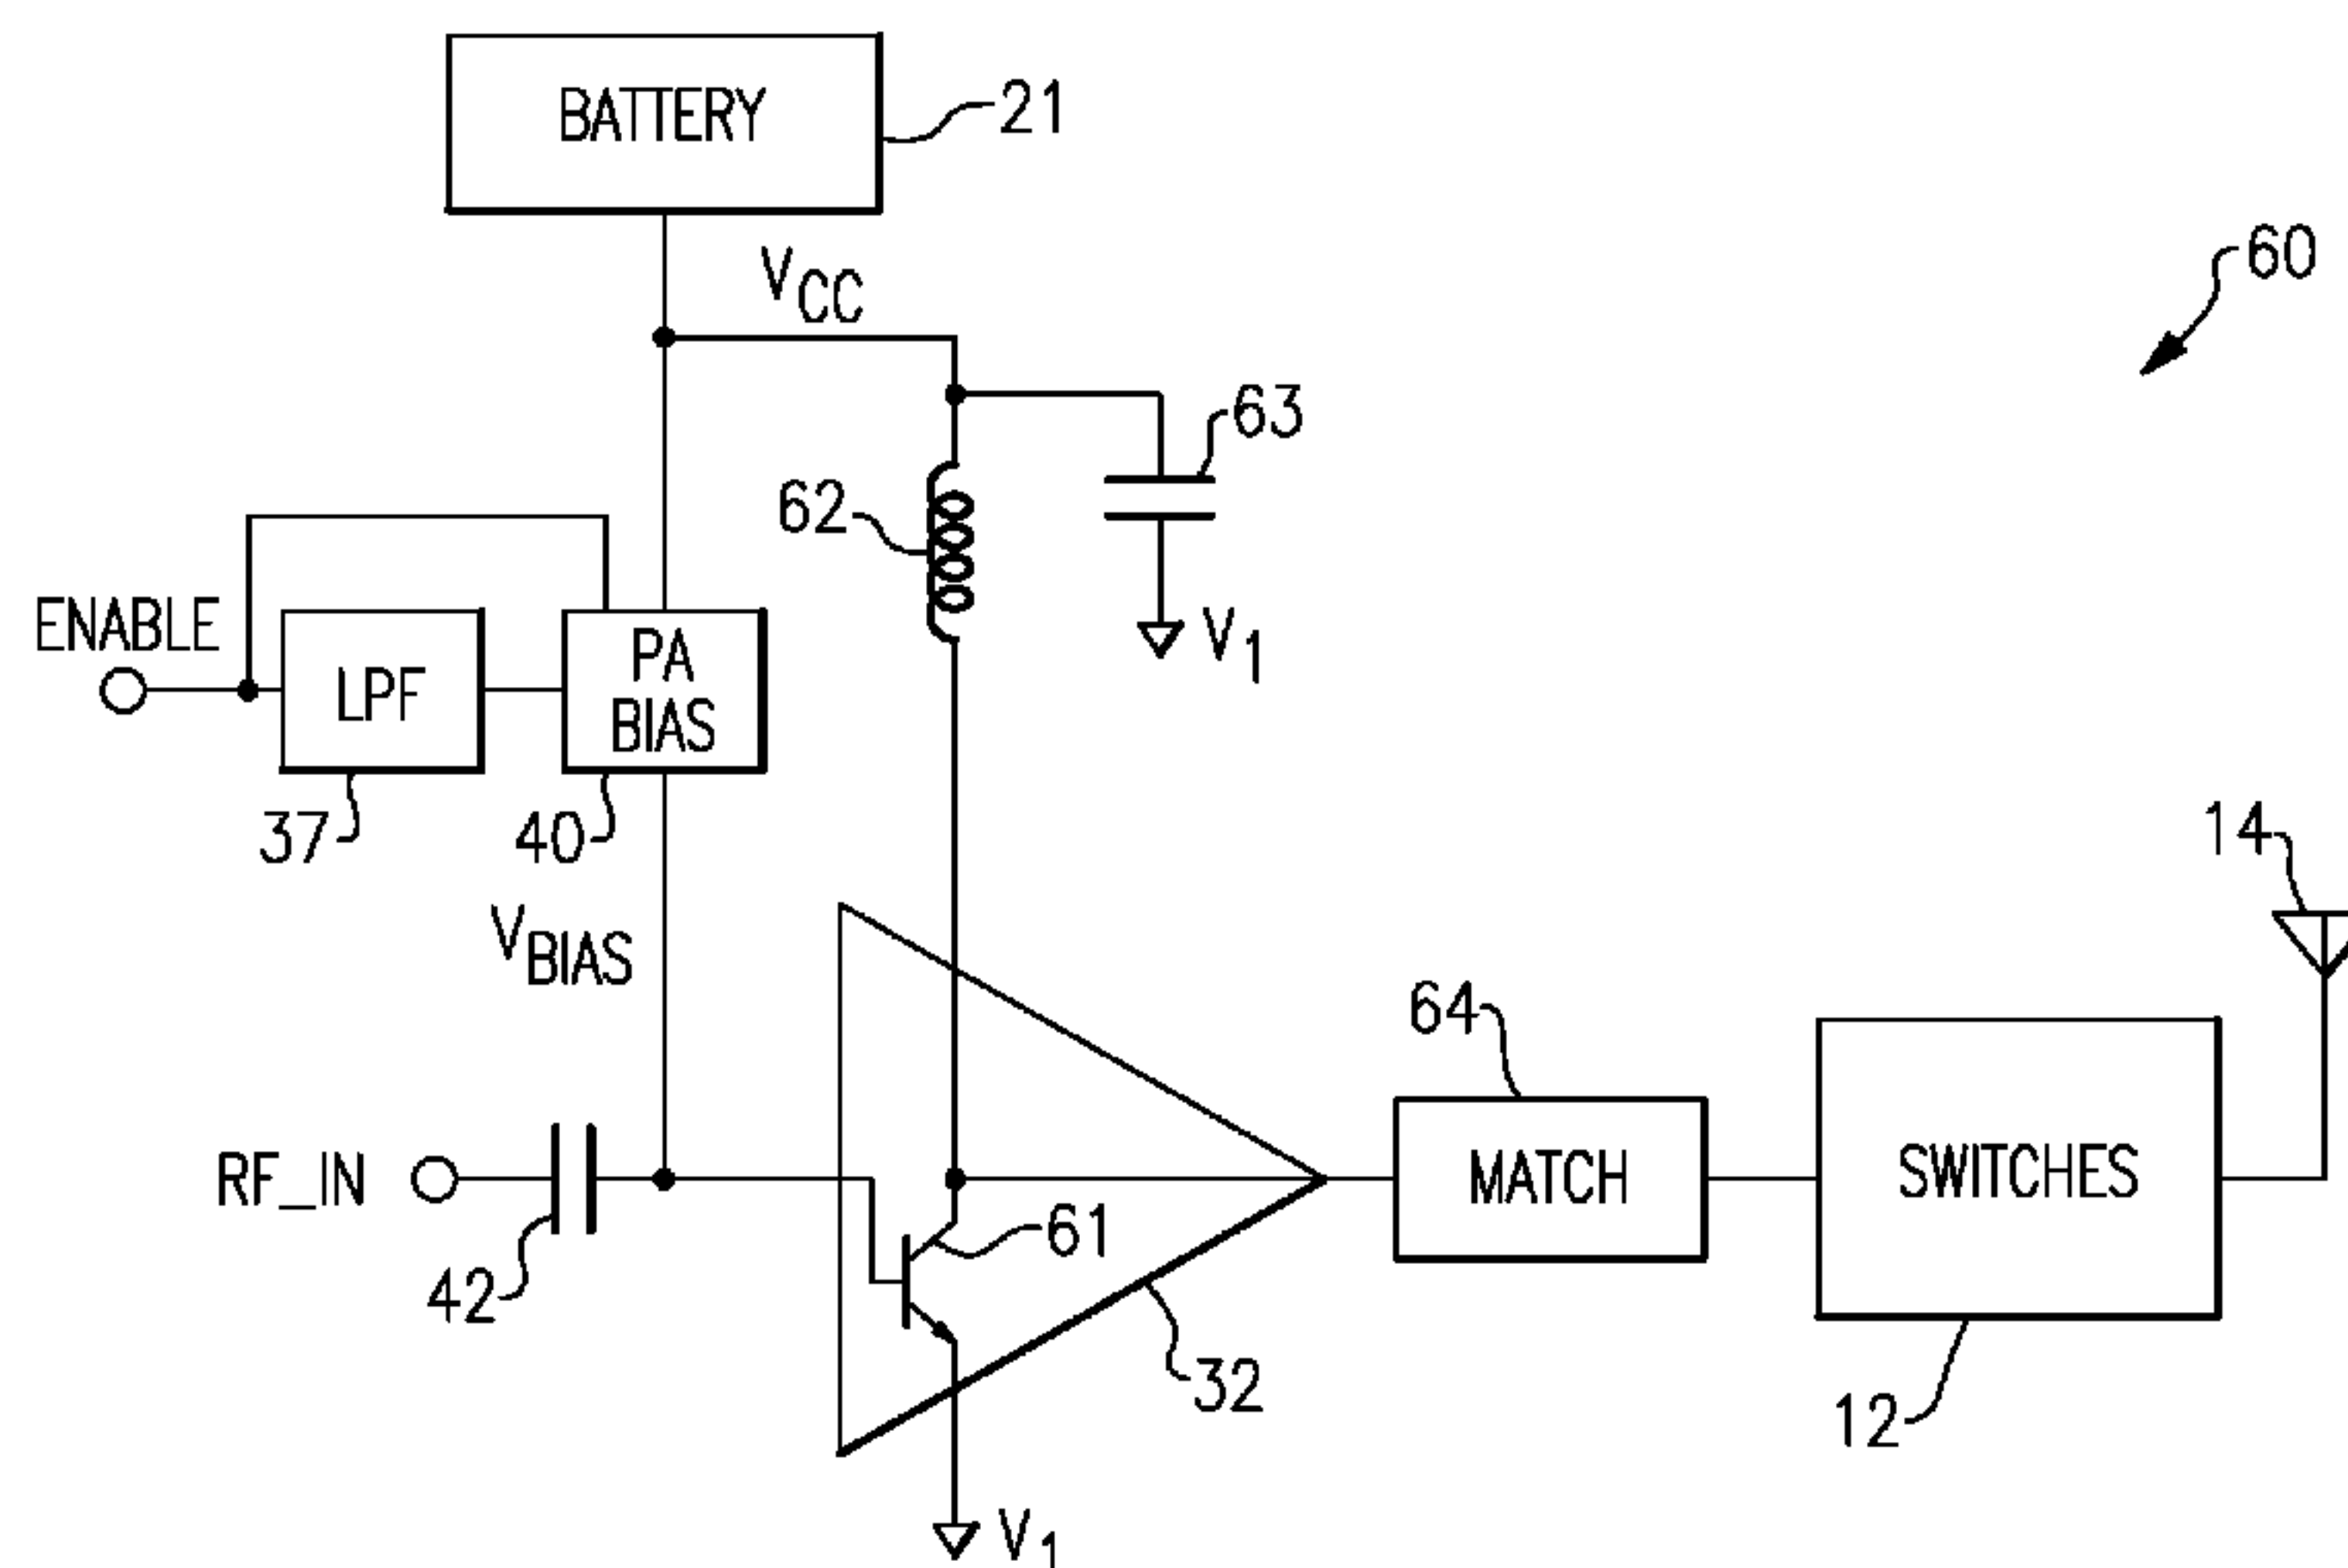 BATTERY
21
VCC
60
63
62
ENABLE
LPF
PA
BIAS
V1
37
40
14
VBIAS
64
RF_IN
MATCH
SWITCHES
61
42
32
12
V1